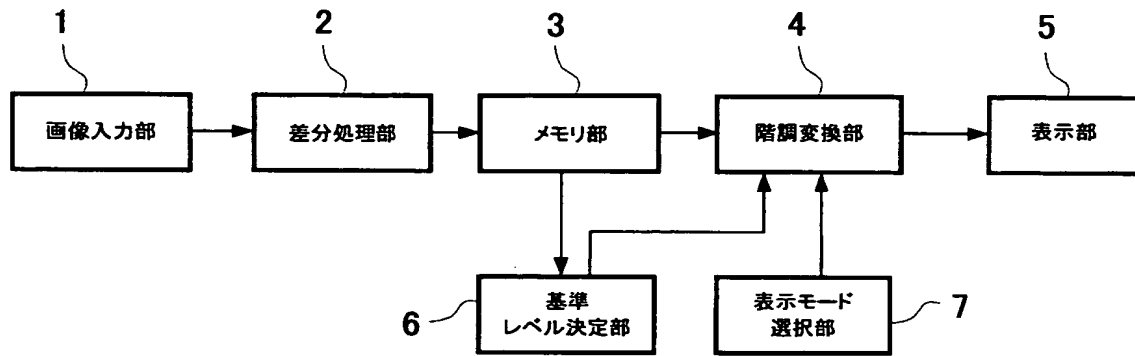 1
2
3
4
5
画像入力部
差分処理部
メモリ部
階調変換部
表示部
6
基準
レベル決定部
表示モード
選択部
7